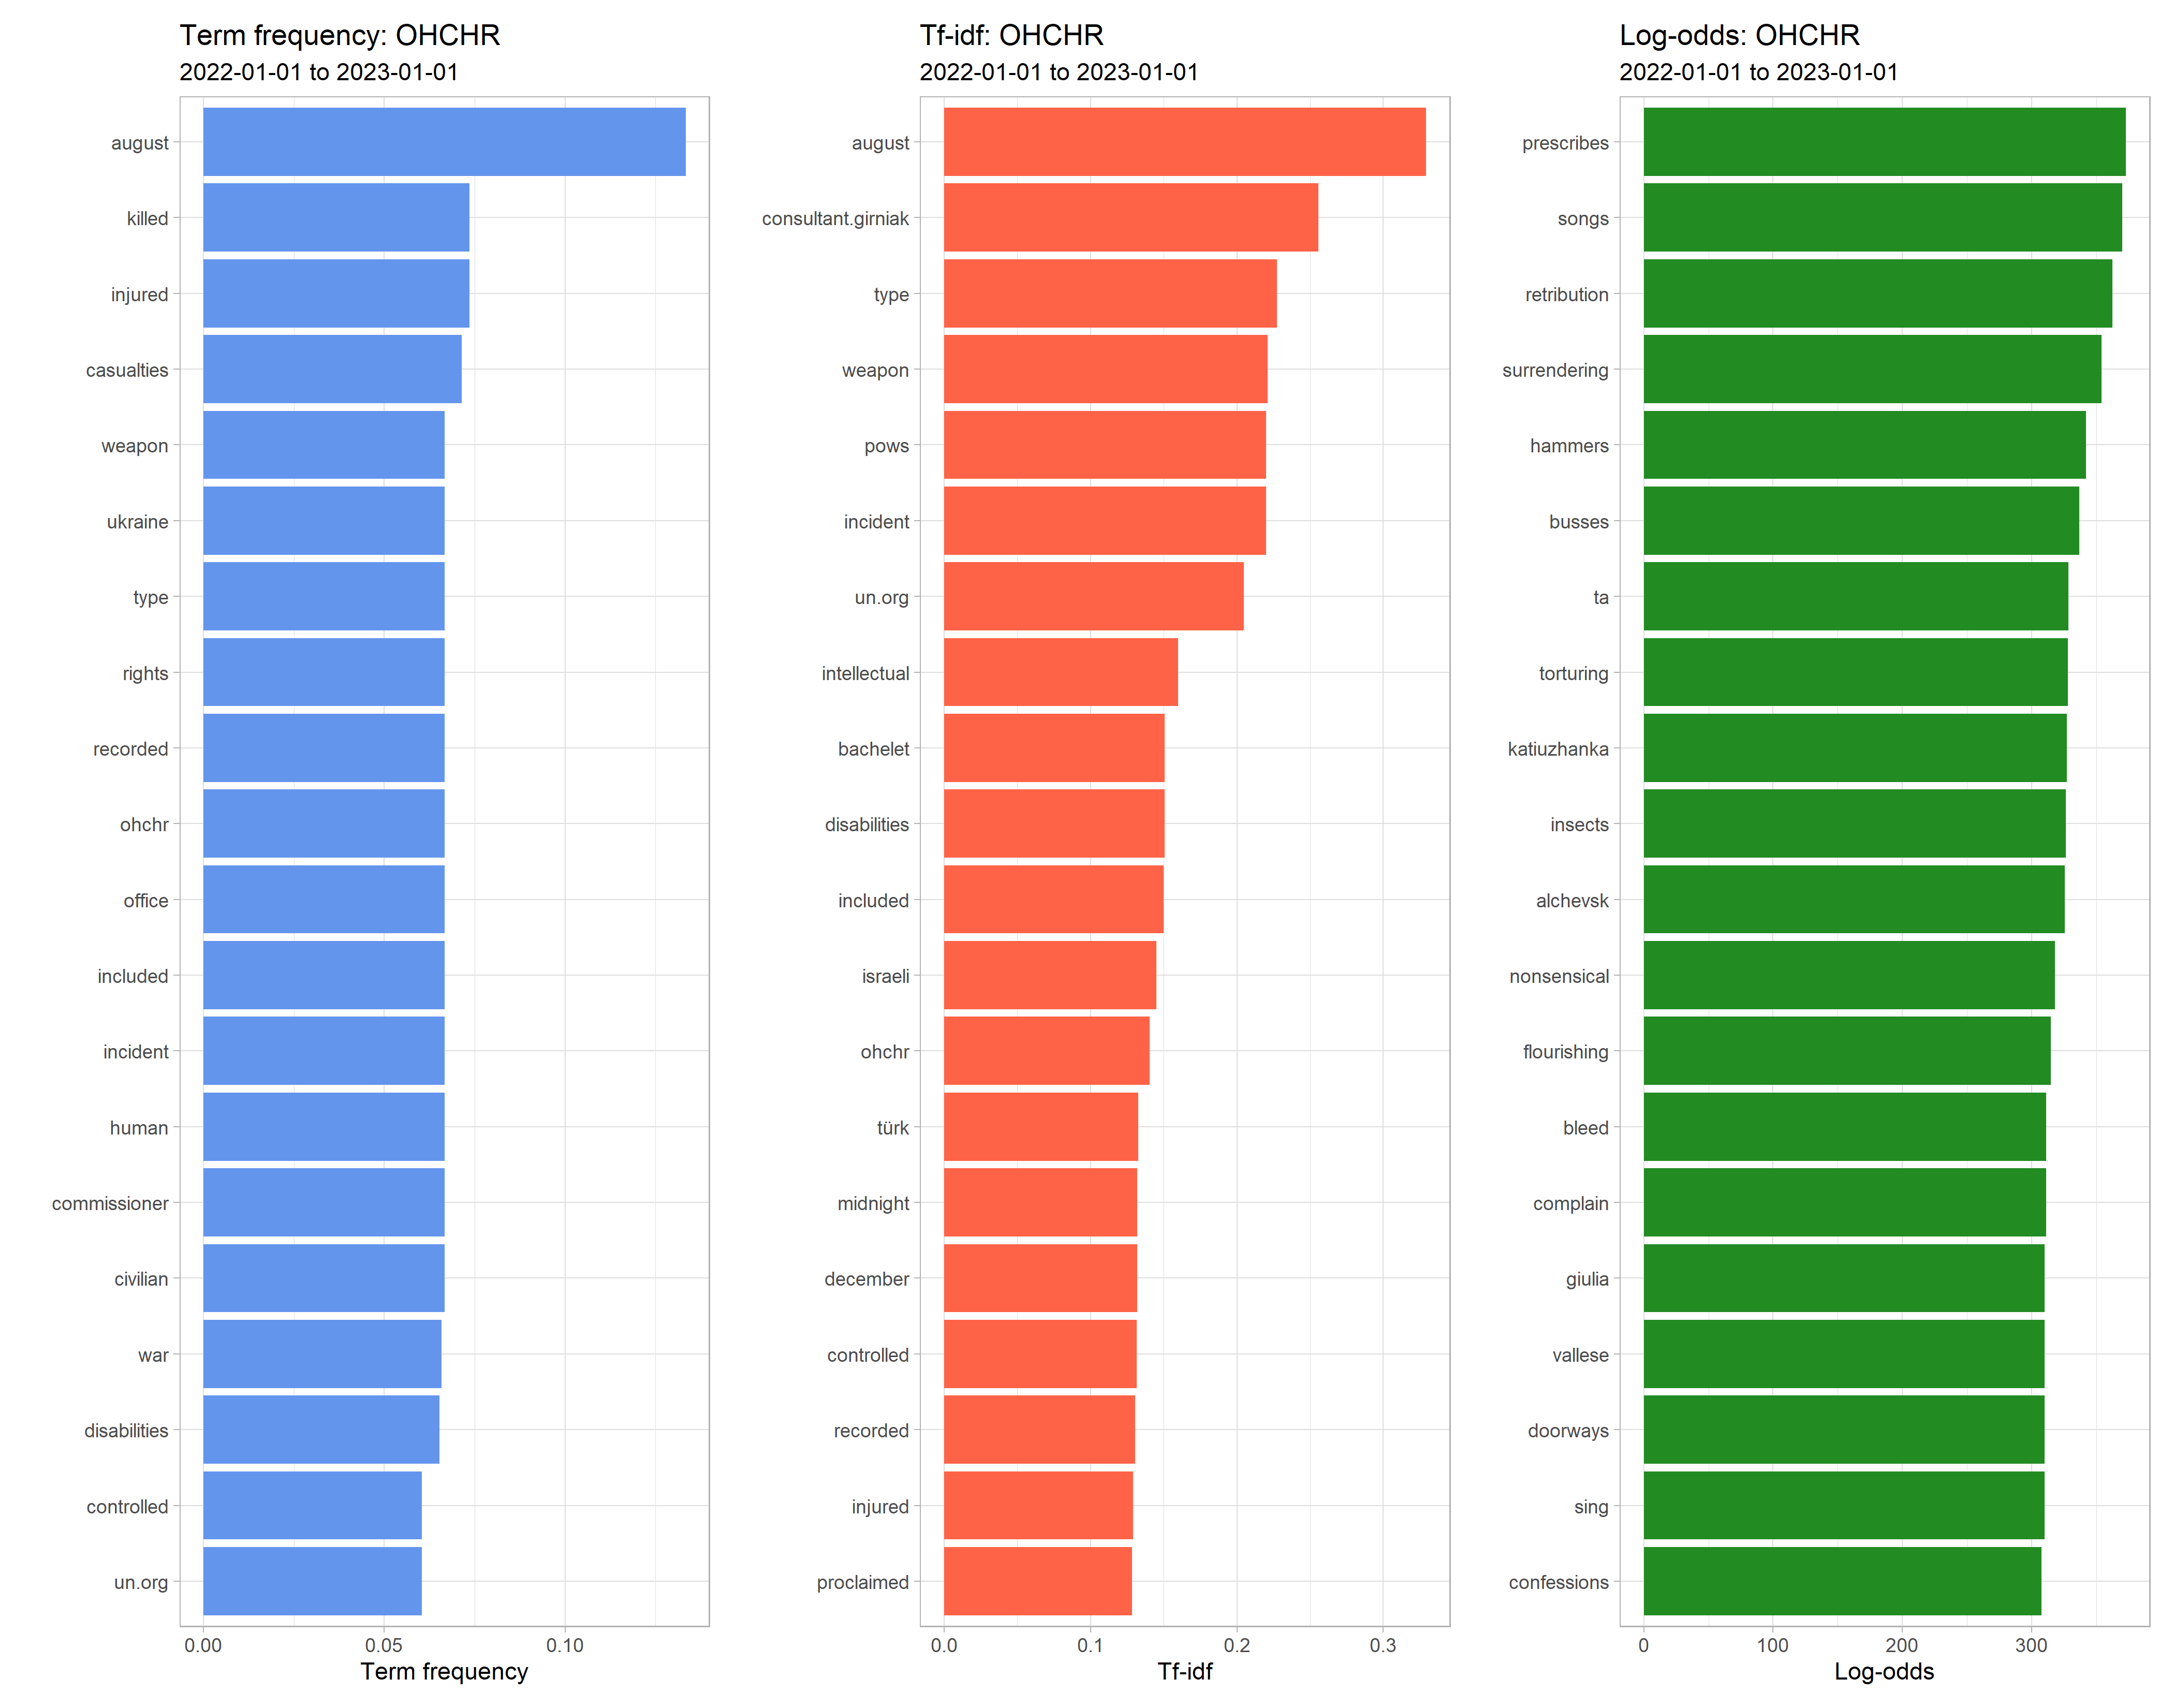 Term frequency: OHCHR
2022-01-01 to 2023-01-01
august
killed
injured
casualties
weapon
ukraine
type
rights
recorded
ohchr
office
included
incident
human
commissioner
civilian
war
disabilities
controlled
un.org
0.00 0.05 0.10
Term frequency
Tf-idf: OHCHR
2022-01-01 to 2023-01-01
august
consultant.girniak
type
weapon
pows
incident
un.org
intellectual
bachelet
disabilities
included
israeli
ohchr
türk
midnight
december
controlled
recorded
injured
proclaimed
0.0 0.1 0.2 0.3
Tf-idf
Log-odds: OHCHR
2022-01-01 to 2023-01-01
prescribes
songs
retribution
surrendering
hammers
busses
ta
torturing
katiuzhanka
insects
alchevsk
nonsensical
flourishing
bleed
complain
giulia
vallese
doorways
sing
confessions
0 100 200 300
Log-odds